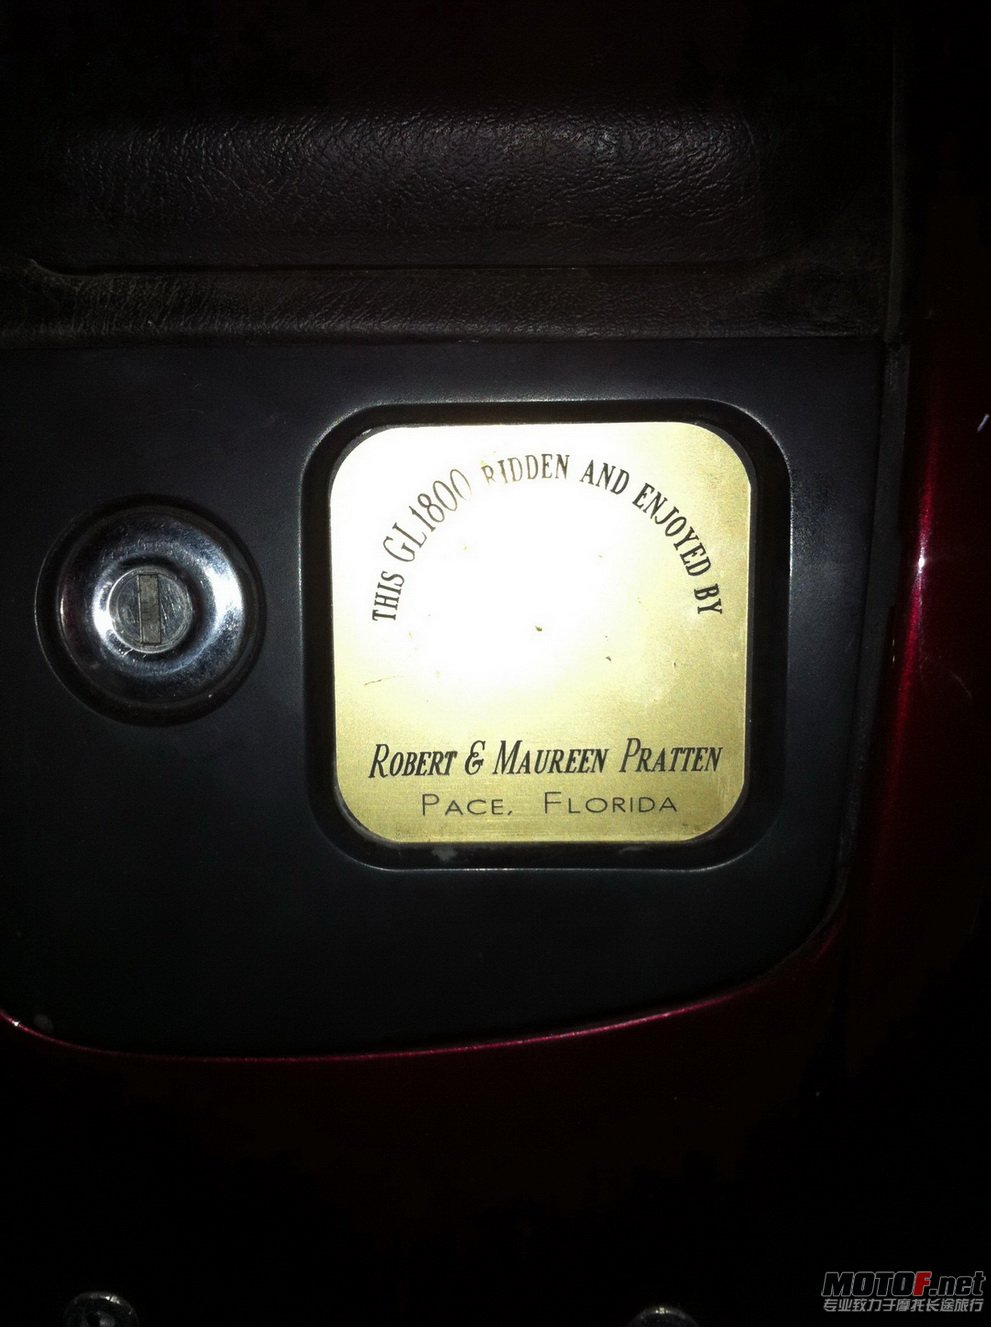 THIS GL1800 RIDDEN AND ENJOYED BY
ROBERT & MAUREEN PRATTEN
PACE, FLORIDA
MOTOF.net
专业致力于摩托长途旅行